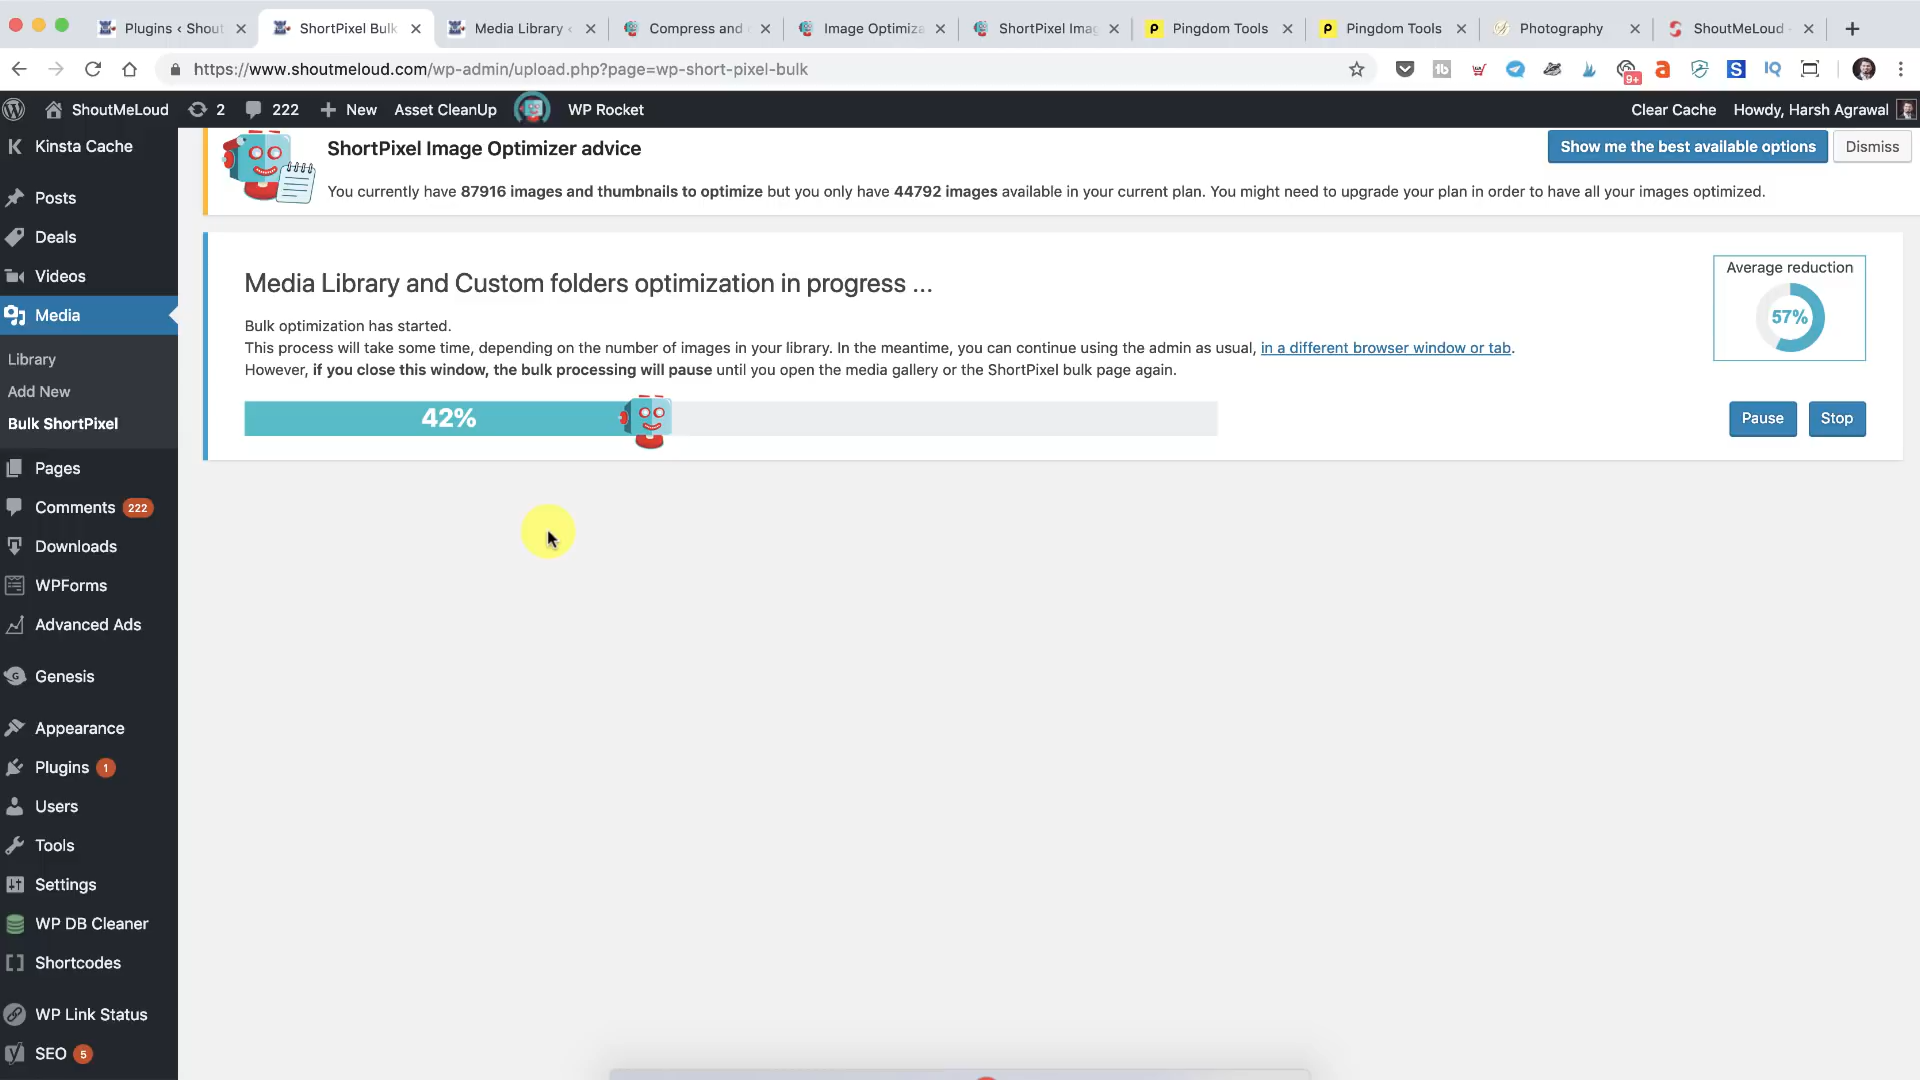 Plugins ‹ Shout
ShortPixel Bulk
Media Library ‹
Compress and
Image Optimiza
ShortPixel Imag
Pingdom Tools
Pingdom Tools
Photography
ShoutMeLoud
https://www.shoutmeloud.com/wp-admin/upload.php?page=wp-short-pixel-bulk
ShoutMeLoud
2
222
New
Asset CleanUp
WP Rocket
Clear Cache
Howdy, Harsh Agrawal
Kinsta Cache
Posts
Deals
Videos
Media
Library
Add New
Bulk ShortPixel
Pages
Comments 222
Downloads
WPForms
Advanced Ads
Genesis
Appearance
Plugins 1
Users
Tools
Settings
WP DB Cleaner
Shortcodes
WP Link Status
SEO 5
ShortPixel Image Optimizer advice
Show me the best available options
Dismiss
You currently have 87916 images and thumbnails to optimize but you only have 44792 images available in your current plan. You might need to upgrade your plan in order to have all your images optimized.
Media Library and Custom folders optimization in progress ...
Average reduction
57%
Bulk optimization has started.
This process will take some time, depending on the number of images in your library. In the meantime, you can continue using the admin as usual, in a different browser window or tab.
However, if you close this window, the bulk processing will pause until you open the media gallery or the ShortPixel bulk page again.
42%
Pause
Stop
9+